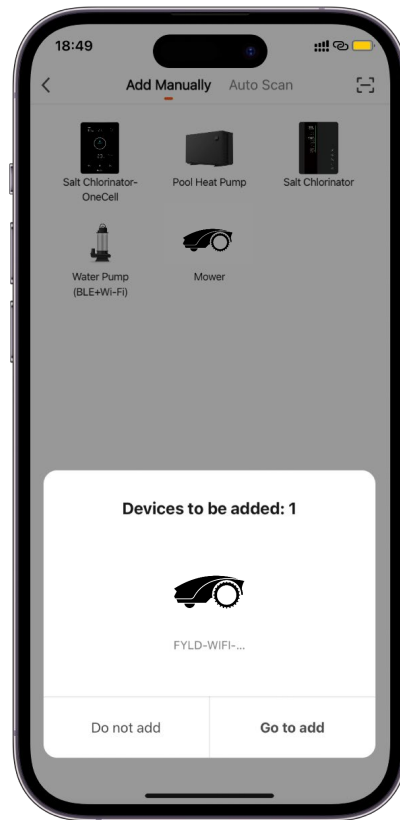 18:49
Add Manually Auto Scan
Salt Chlorinator-
OneCell
Pool Heat Pump
Salt Chlorinator
Water Pump
(BLE+Wi-Fi)
Mower
Devices to be added: 1
FYLD-WIFI-...
Do not add
Go to add